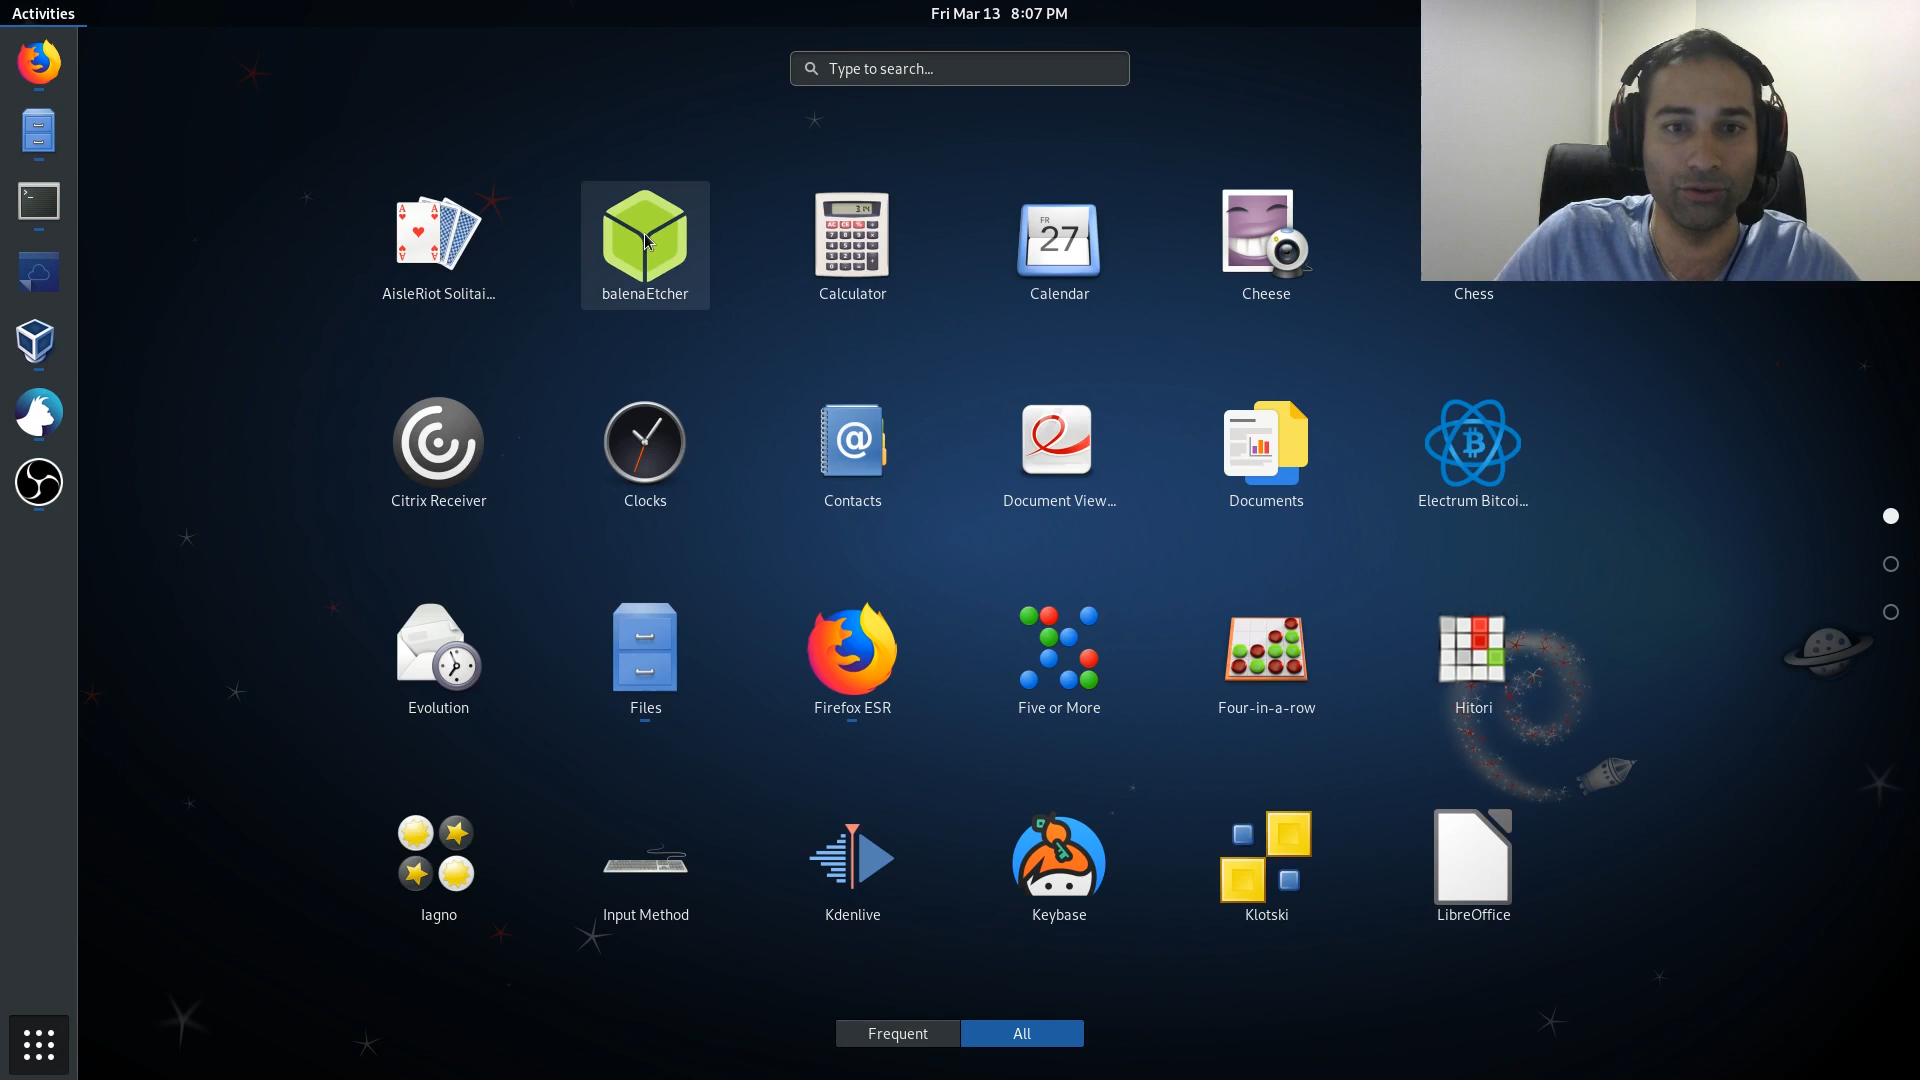 Activities
Fri Mar 13 8:07 PM
Type to search...
AisleRiot Solitai...
balenaEtcher
Calculator
FR
27
Calendar
Cheese
Chess
Citrix Receiver
Clocks
@
Contacts
Document View...
Documents
Electrum Bitcoi...
Evolution
Files
Firefox ESR
Five or More
Four-in-a-row
Hitori
Iagno
Input Method
Kdenlive
Keybase
Klotski
LibreOffice
Frequent
All